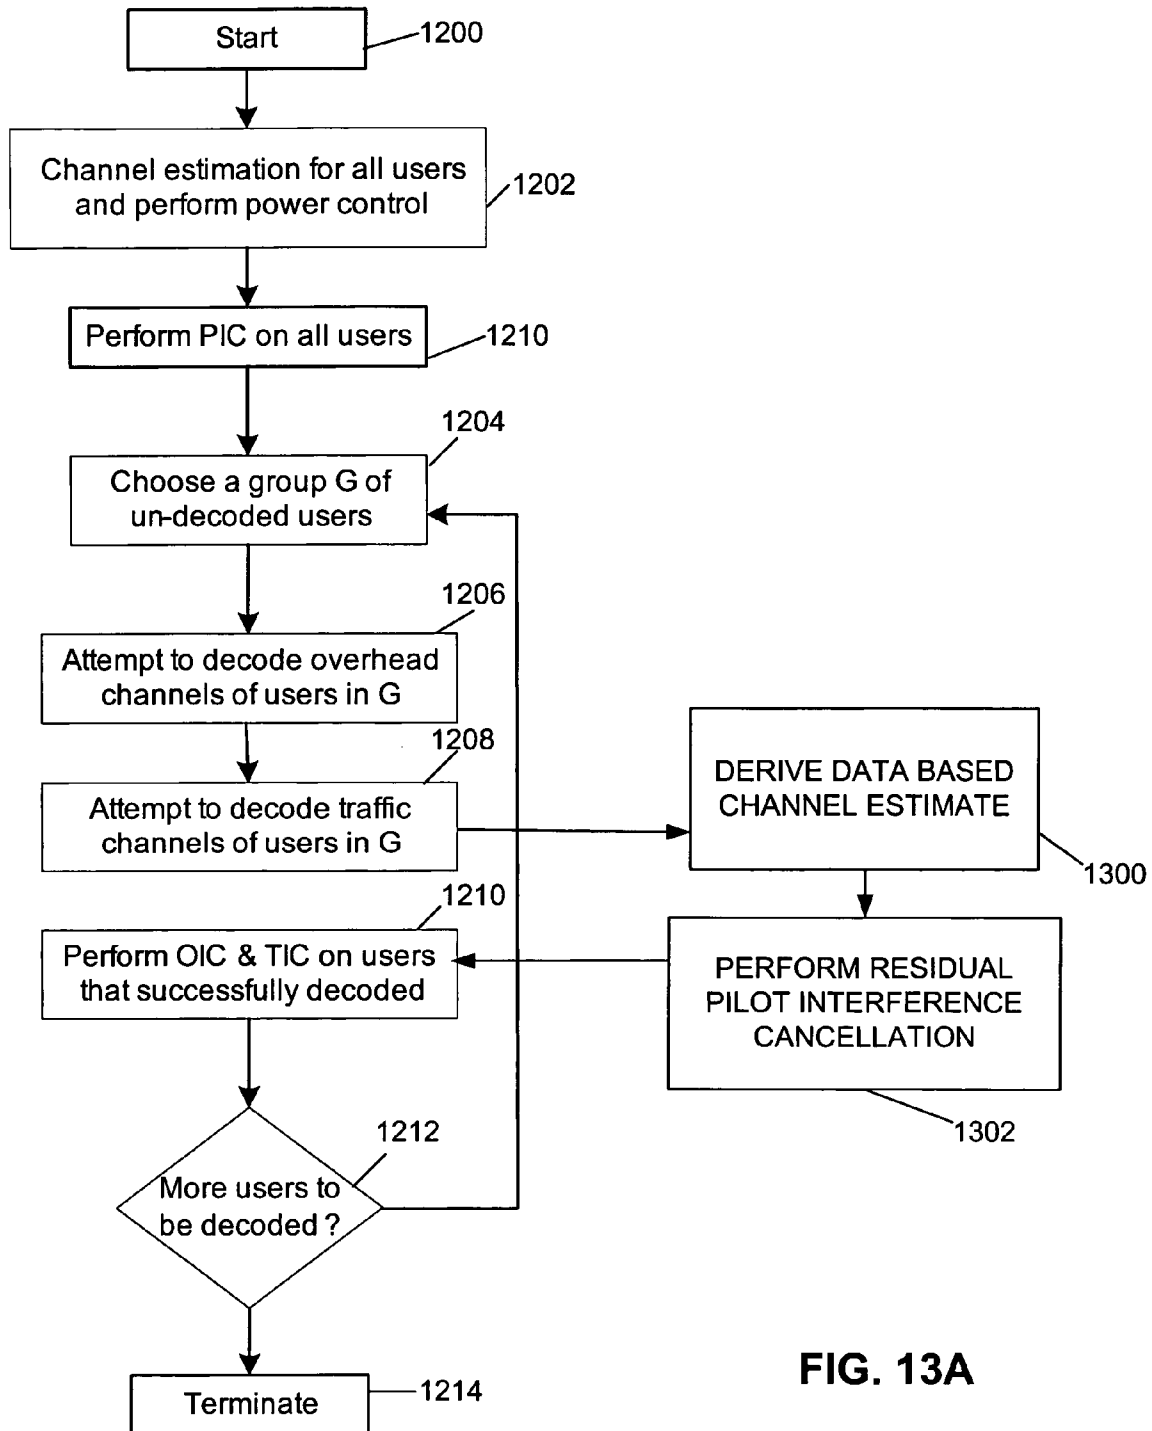 Start
1200
Channel estimation for all users
and perform power control
1202
Perform PIC on all users
1210
1204
Choose a group G of
un-decoded users
1206
Attempt to decode overhead
channels of users in G
1208
Attempt to decode traffic
channels of users in G
DERIVE DATA BASED
CHANNEL ESTIMATE
1300
1210
Perform OIC & TIC on users
that successfully decoded
PERFORM RESIDUAL
PILOT INTERFERENCE
CANCELLATION
1302
1212
More users to
be decoded ?
Terminate
1214
FIG. 13A